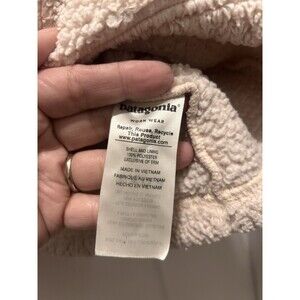 patagonia®
WORN WEAR
Repair, Reuse, Recycle
This Product
www.patagonia.com
SHELL AND LINING:
100% POLYESTER
EXCLUSIVE OF TRIM
MADE IN VIETNAM
FABRIQUÉ AU VIETNAM
HECHO EN VIETNAM